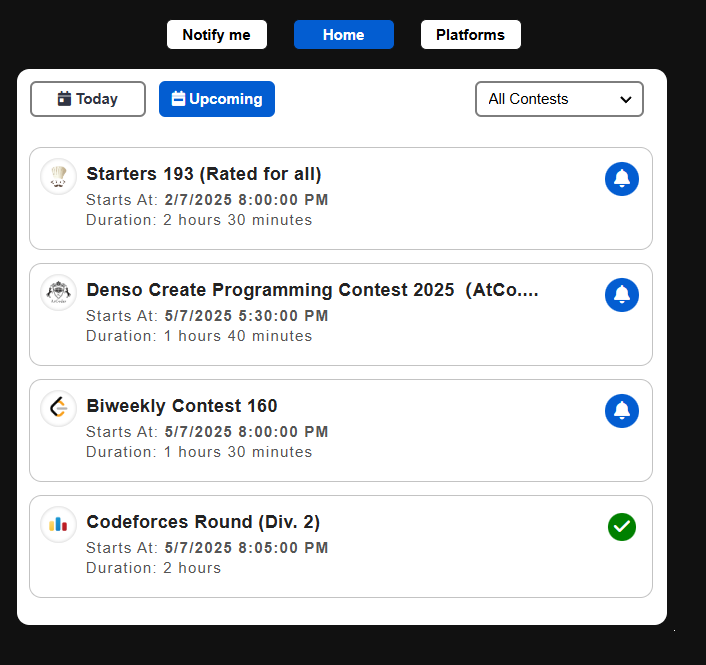 Notify me
Home
Platforms
Today
Upcoming
All Contests
Starters 193 (Rated for all)
Starts At: 2/7/2025 8:00:00 PM
Duration: 2 hours 30 minutes
Denso Create Programming Contest 2025 (AtCo....
Starts At: 5/7/2025 5:30:00 PM
Duration: 1 hours 40 minutes
Biweekly Contest 160
Starts At: 5/7/2025 8:00:00 PM
Duration: 1 hours 30 minutes
Codeforces Round (Div. 2)
Starts At: 5/7/2025 8:05:00 PM
Duration: 2 hours